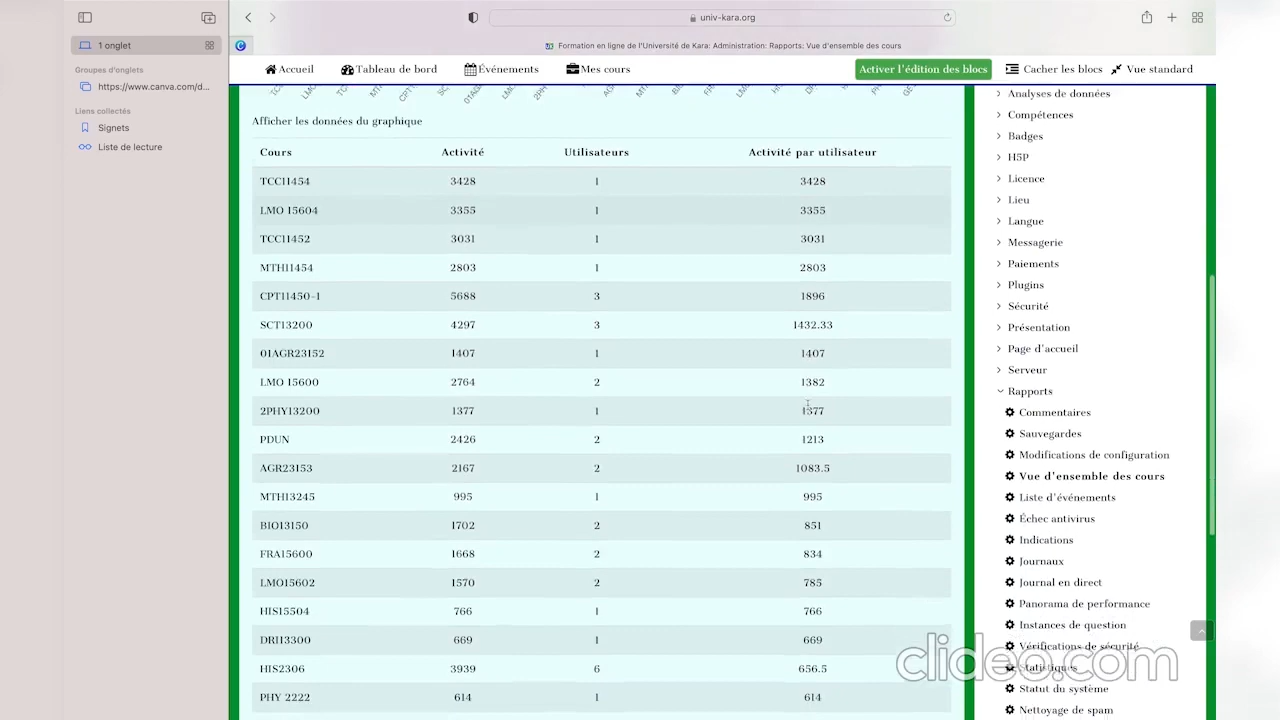 1 onglet
Groupes d'onglets
https://www.canva.com/d...
Liens collectés
Signets
Liste de lecture
univ-kara.org
Formation en ligne de l'Université de Kara: Administration: Rapports: Vue d'ensemble des cours
Accueil Tableau de bord Événements Mes cours Activer l'édition des blocs Cacher les blocs Vue standard
Afficher les données du graphique
Cours Activité Utilisateurs Activité par utilisateur
TCC11454 3428 1 3428
LMO 15604 3355 1 3355
TCC11452 3031 1 3031
MTH11454 2803 1 2803
CPT11450-1 5688 3 1896
SCT13200 4297 3 1432.33
01AGR23152 1407 1 1407
LMO 15600 2764 2 1382
2PHY13200 1377 1 1377
PDUN 2426 2 1213
AGR23153 2167 2 1083.5
MTH13245 995 1 995
BIO13150 1702 2 851
FRA15600 1668 2 834
LMO15602 1570 2 785
HIS15504 766 1 766
DRI13300 669 1 669
HIS2306 3939 6 656.5
PHY 2222 614 1 614
Analyses de données
Compétences
Badges
H5P
Licence
Lieu
Langue
Messagerie
Paiements
Plugins
Sécurité
Présentation
Page d'accueil
Serveur
Rapports
Commentaires
Sauvegardes
Modifications de configuration
Vue d'ensemble des cours
Liste d'événements
Échec antivirus
Indications
Journaux
Journal en direct
Panorama de performance
Instances de question
Vérifications de sécurité
Statistiques
Statut du système
Nettoyage de spam
clideo.com